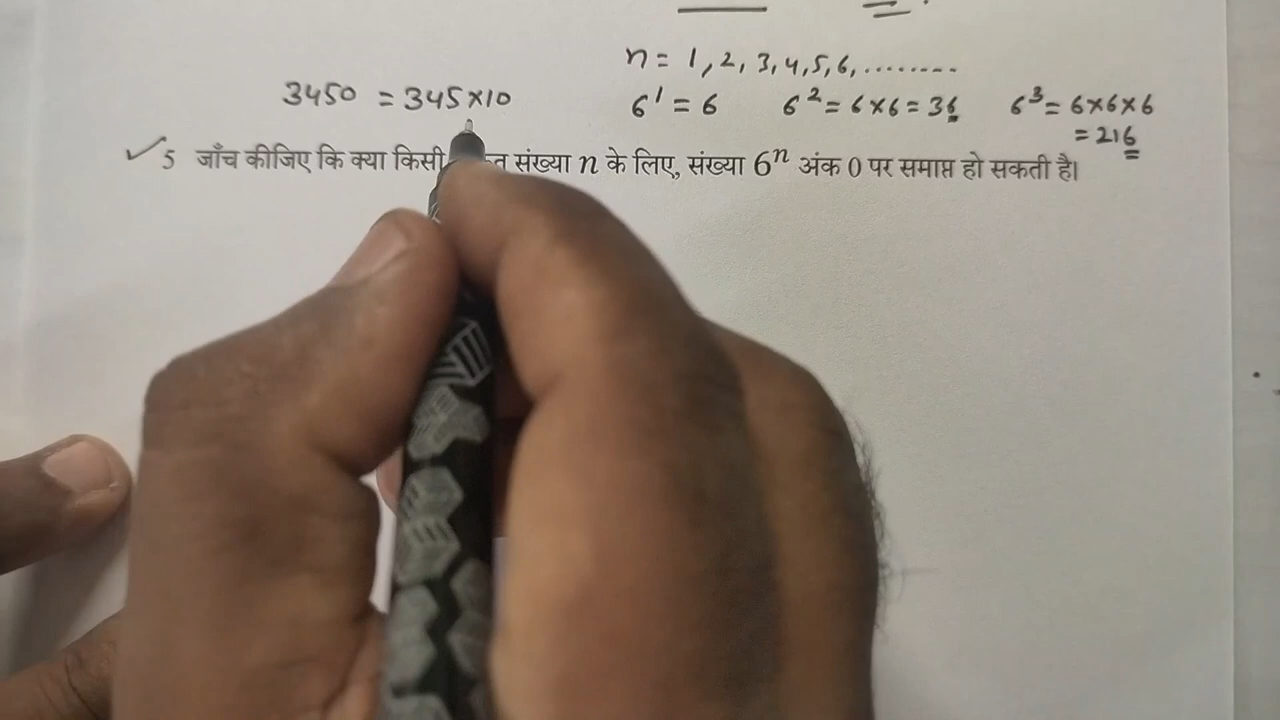 n = 1, 2, 3, 4, 5, 6, ........
3450 = 345×10 6¹ = 6 6² = 6×6 = 36 6³ = 6×6×6
= 216
5 जाँच कीजिए कि क्या किसी संख्या n के लिए, संख्या 6ⁿ अंक 0 पर समाप्त हो सकती है।